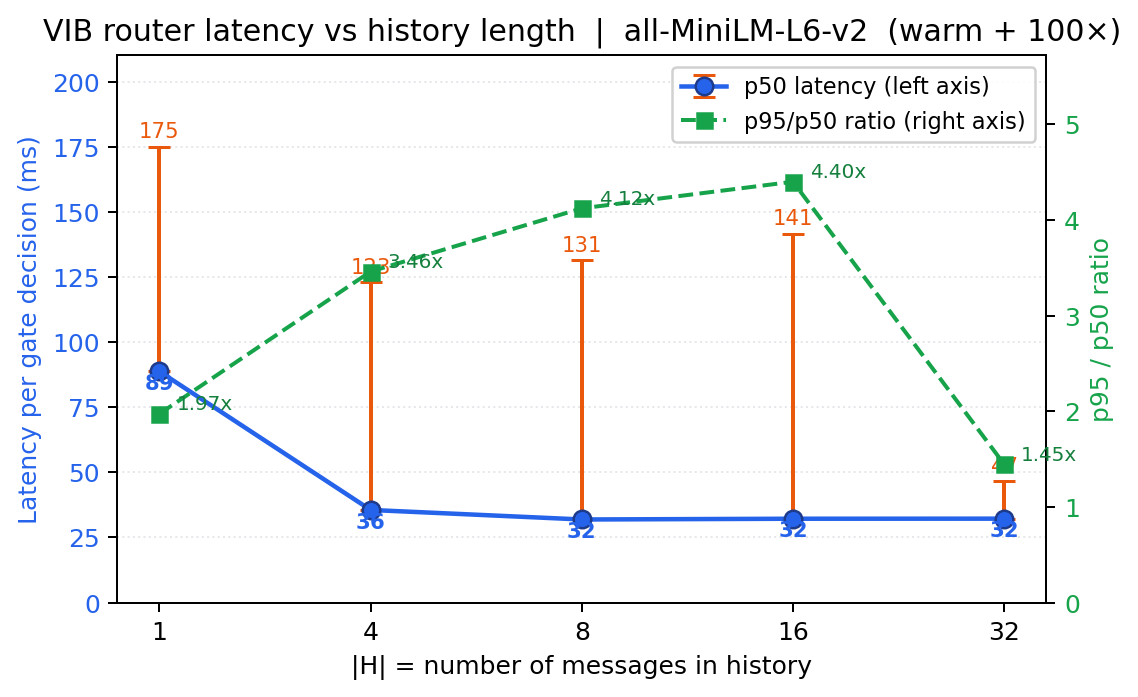 VIB router latency vs history length | all-MiniLM-L6-v2 (warm + 100×)
p50 latency (left axis)
p95/p50 ratio (right axis)
Latency per gate decision (ms)
200
175
150
125
100
75
50
25
0
175
123
131
141
47
89
36
32
32
32
1.97x
3.46x
4.12x
4.40x
1.45x
5
4
3
2
1
0
p95 / p50 ratio
1
4
8
16
32
|H| = number of messages in history